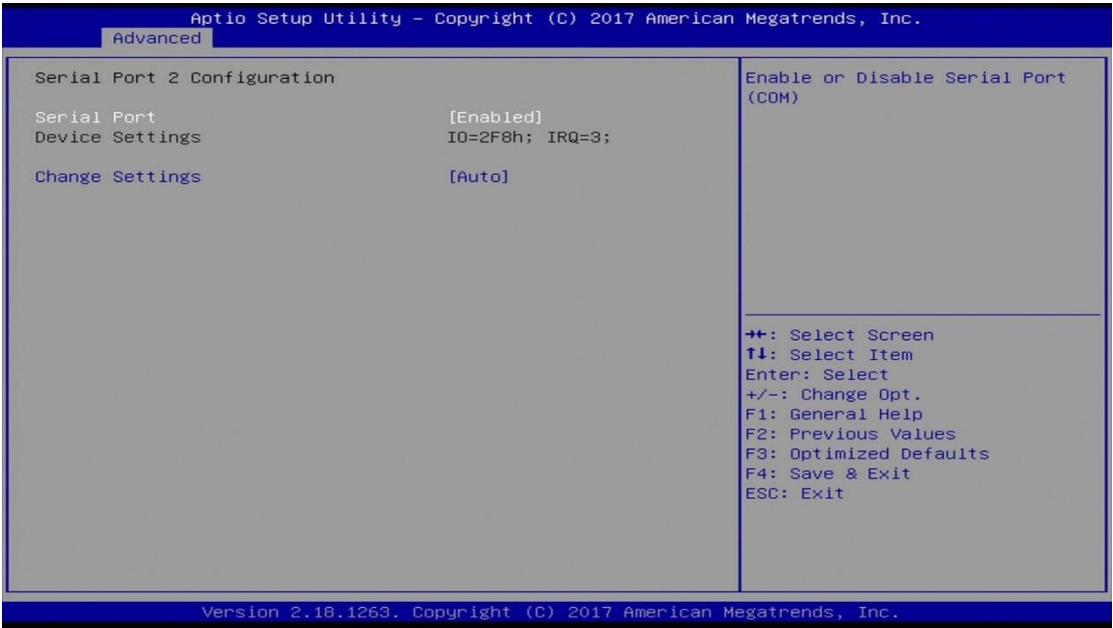 Aptio Setup Utility – Copyright (C) 2017 American Megatrends, Inc.
Advanced
Serial Port 2 Configuration
Serial Port [Enabled]
Device Settings IO=2F8h; IRQ=3;
Change Settings [Auto]
Enable or Disable Serial Port
(COM)
→←: Select Screen
↑↓: Select Item
Enter: Select
+/-: Change Opt.
F1: General Help
F2: Previous Values
F3: Optimized Defaults
F4: Save & Exit
ESC: Exit
Version 2.18.1263. Copyright (C) 2017 American Megatrends, Inc.